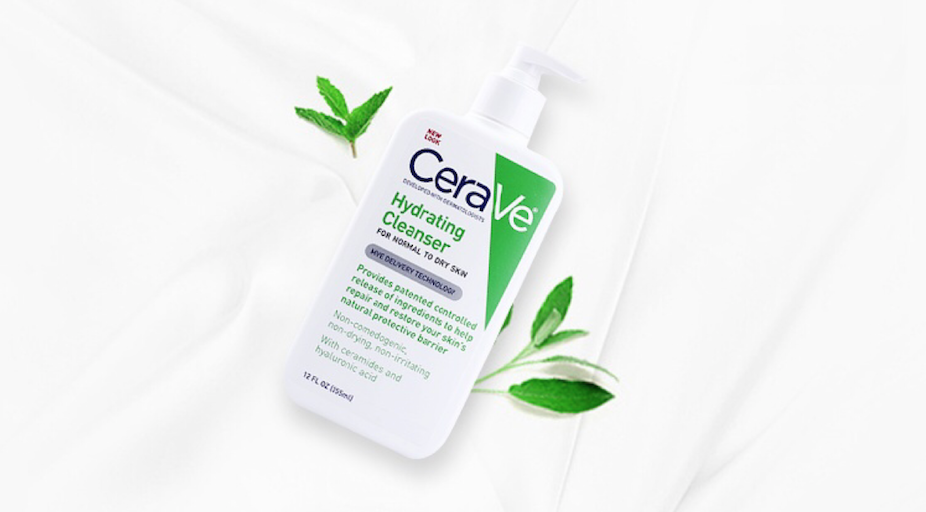 NEW
LOOK
CeraVe®
DEVELOPED WITH DERMATOLOGISTS
Hydrating
Cleanser
FOR NORMAL TO DRY SKIN
MVE DELIVERY TECHNOLOGY
Provides patented controlled
release of ingredients to help
repair and restore your skin's
natural protective barrier
Non-comedogenic,
non-drying, non-irritating
With ceramides and
hyaluronic acid
12 FL OZ (355ml)